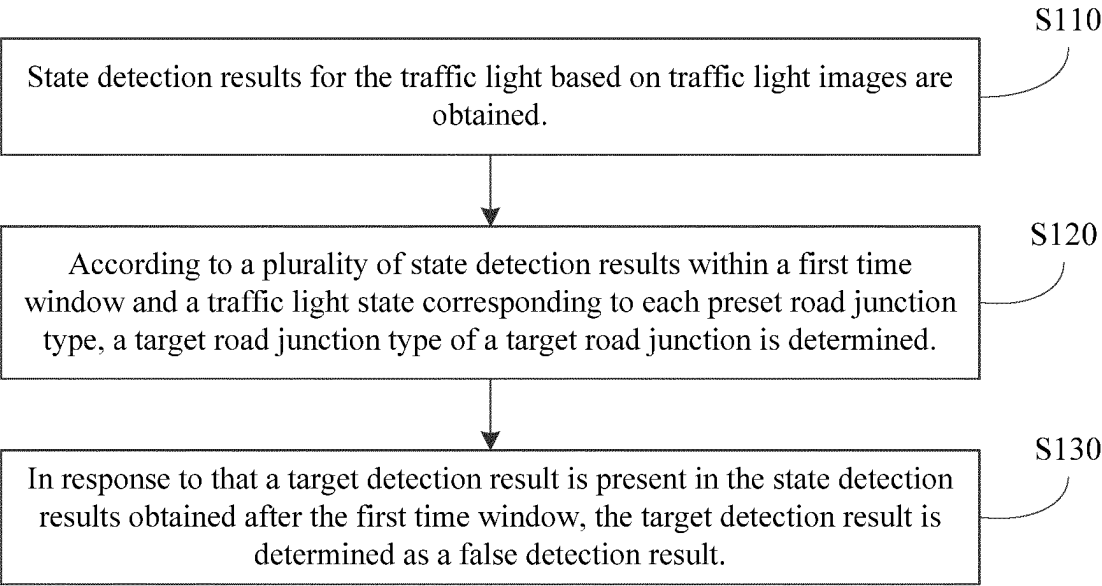 S110
State detection results for the traffic light based on traffic light images are
obtained.
S120
According to a plurality of state detection results within a first time
window and a traffic light state corresponding to each preset road junction
type, a target road junction type of a target road junction is determined.
S130
In response to that a target detection result is present in the state detection
results obtained after the first time window, the target detection result is
determined as a false detection result.